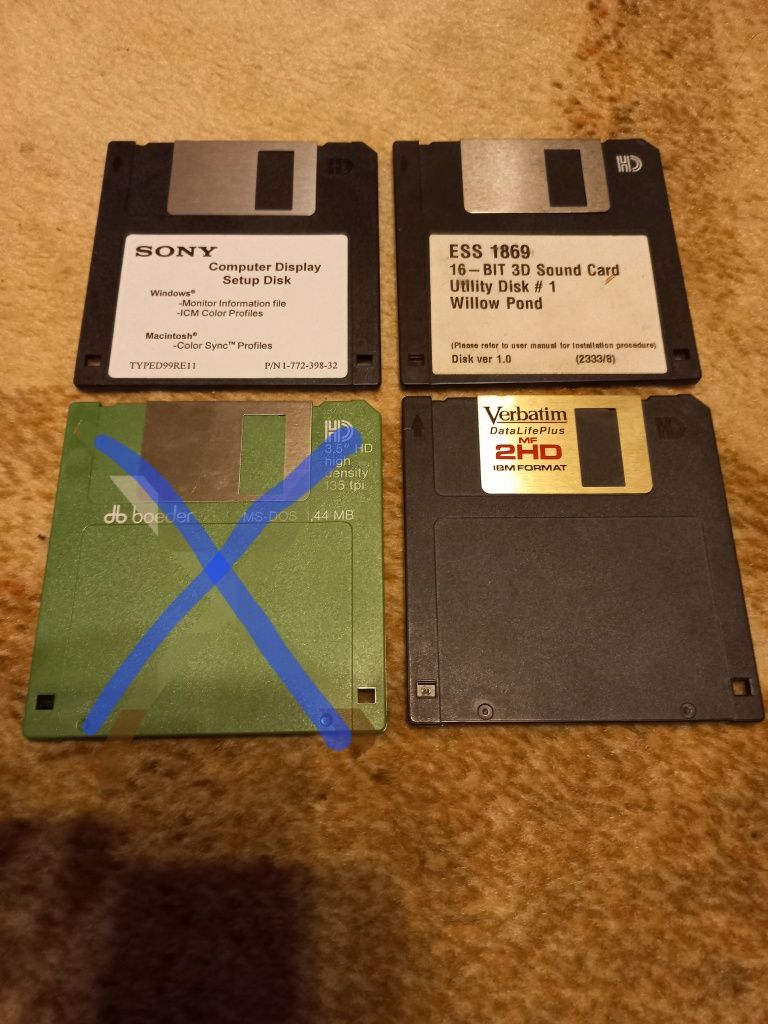 HD
SONY
Computer Display
Setup Disk
Windows®
-Monitor Information file
-ICM Color Profiles
Macintosh®
-Color Sync™ Profiles
TYPED99RE11 P/N1-772-398-32
HD
ESS 1869
16-BIT 3D Sound Card
Utility Disk # 1
Willow Pond
(Please refer to user manual for installation procedure)
Disk ver 1.0 (2333/8)
HD
3.5" HD
high
density
135 tpi
boeder MS-DOS 1,44 MB
Verbatim
DataLifePlus
MF
2HD
IBM FORMAT
HD